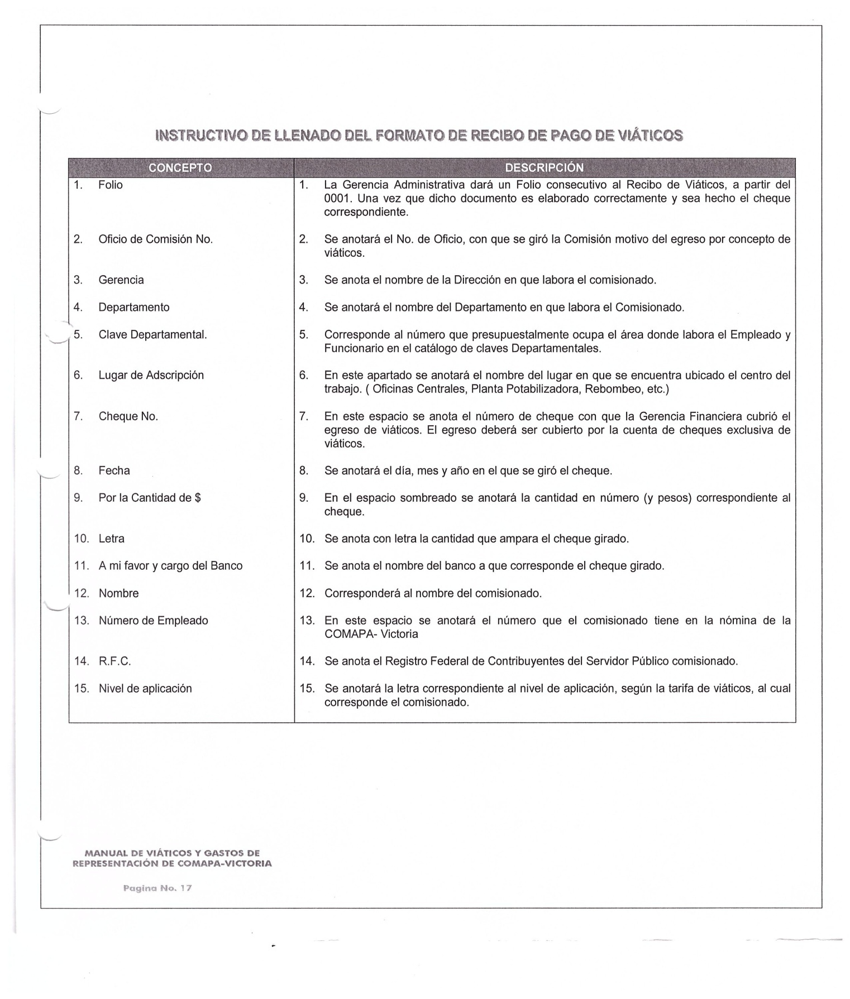 INSTRUCTIVO DE LLENADO DEL FORMATO DE RECIBO DE PAGO DE VIÁTICOS
CONCEPTO DESCRIPCIÓN
1. Folio 1. La Gerencia Administrativa dará un Folio consecutivo al Recibo de Viáticos, a partir del
0001. Una vez que dicho documento es elaborado correctamente y sea hecho el cheque
correspondiente.
2. Oficio de Comisión No. 2. Se anotará el No. de Oficio, con que se giró la Comisión motivo del egreso por concepto de
viáticos.
3. Gerencia 3. Se anota el nombre de la Dirección en que labora el comisionado.
4. Departamento 4. Se anotará el nombre del Departamento en que labora el Comisionado.
5. Clave Departamental. 5. Corresponde al número que presupuestalmente ocupa el área donde labora el Empleado y
Funcionario en el catálogo de claves Departamentales.
6. Lugar de Adscripción 6. En este apartado se anotará el nombre del lugar en que se encuentra ubicado el centro del
trabajo. ( Oficinas Centrales, Planta Potabilizadora, Rebombeo, etc.)
7. Cheque No. 7. En este espacio se anota el número de cheque con que la Gerencia Financiera cubrió el
egreso de viáticos. El egreso deberá ser cubierto por la cuenta de cheques exclusiva de
viáticos.
8. Fecha 8. Se anotará el día, mes y año en el que se giró el cheque.
9. Por la Cantidad de $ 9. En el espacio sombreado se anotará la cantidad en número (y pesos) correspondiente al
cheque.
10. Letra 10. Se anota con letra la cantidad que ampara el cheque girado.
11. A mi favor y cargo del Banco 11. Se anota el nombre del banco a que corresponde el cheque girado.
12. Nombre 12. Corresponderá al nombre del comisionado.
13. Número de Empleado 13. En este espacio se anotará el número que el comisionado tiene en la nómina de la
COMAPA- Victoria
14. R.F.C. 14. Se anota el Registro Federal de Contribuyentes del Servidor Público comisionado.
15. Nivel de aplicación 15. Se anotará la letra correspondiente al nivel de aplicación, según la tarifa de viáticos, al cual
corresponde el comisionado.
MANUAL DE VIÁTICOS Y GASTOS DE
REPRESENTACIÓN DE COMAPA-VICTORIA
Pagina No. 17